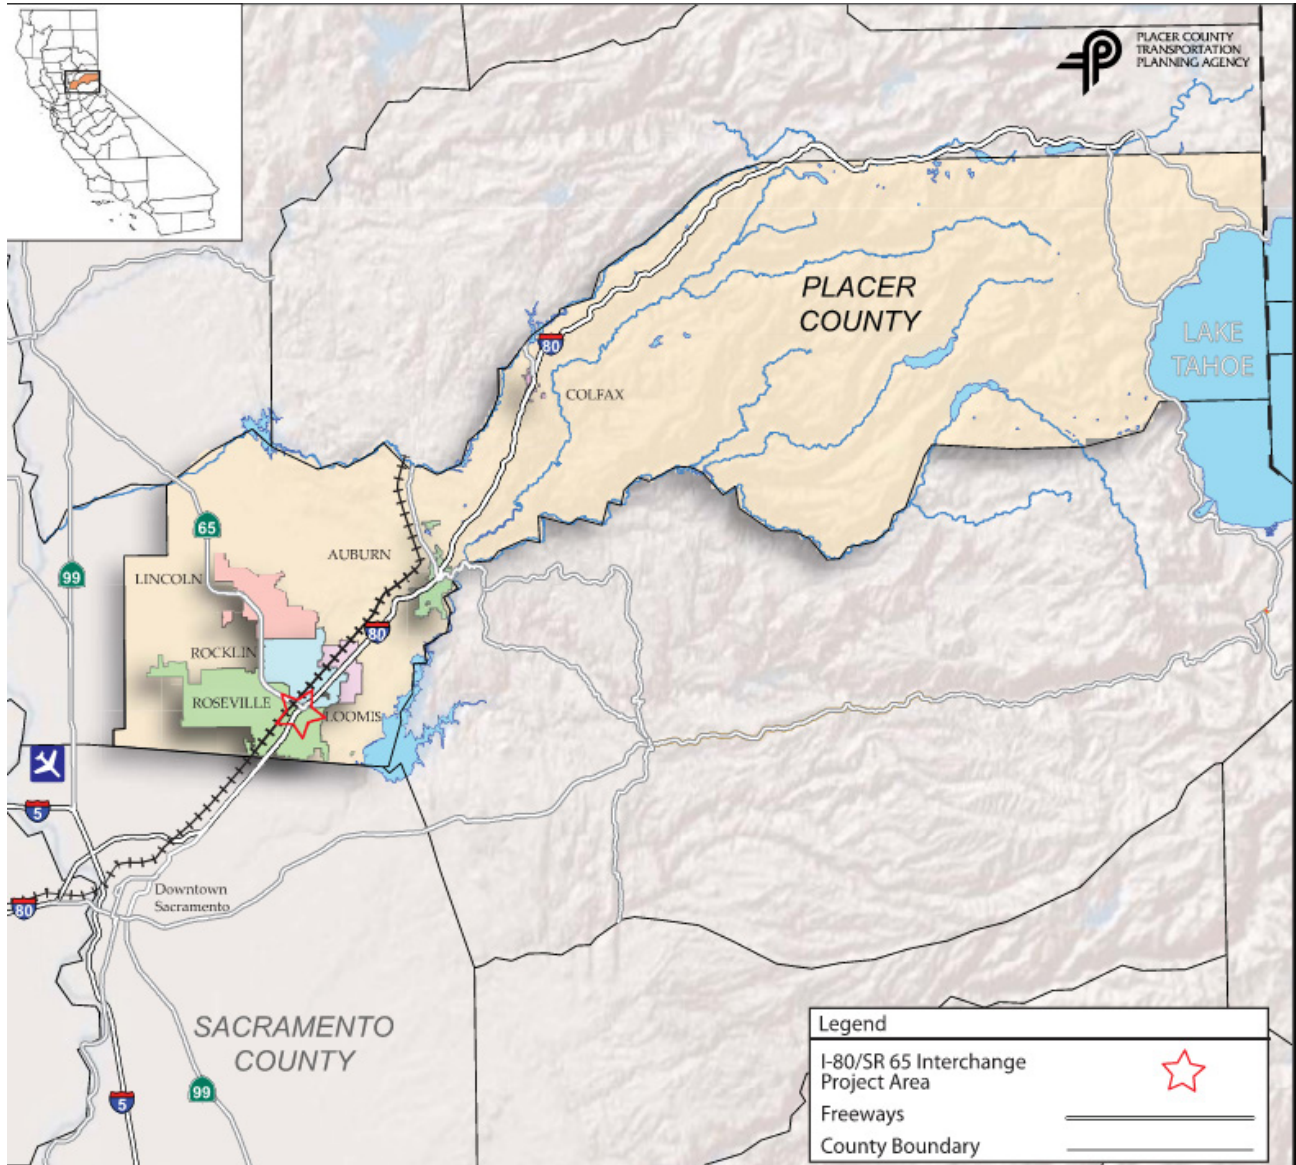 PLACER COUNTY
TRANSPORTATION
PLANNING AGENCY
PLACER
COUNTY
LAKE
TAHOE
80
COLFAX
65
AUBURN
99
LINCOLN
80
ROCKLIN
ROSEVILLE
LOOMIS
5
Downtown
Sacramento
80
SACRAMENTO
COUNTY
99
5
Legend
I-80/SR 65 Interchange
Project Area
Freeways
County Boundary